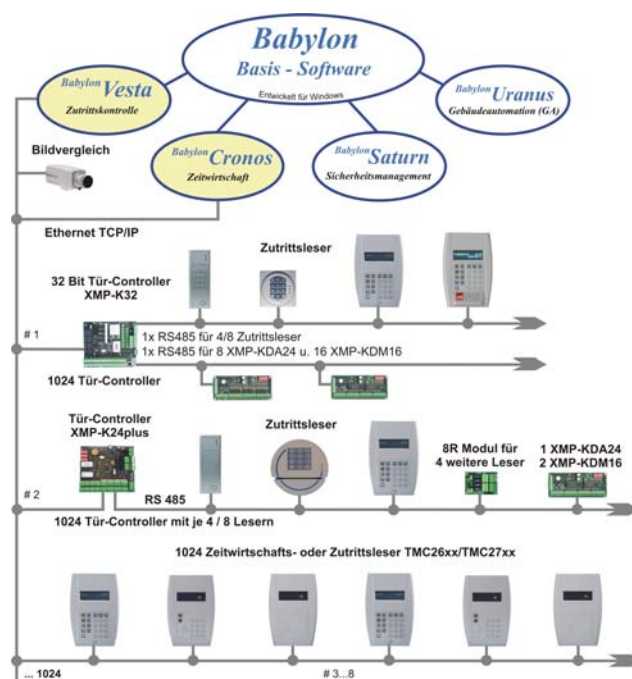 Babylon
Basis - Software
Entwickelt für Windows
Babylon Vesta
Zutrittskontrolle
Babylon Uranus
Gebäudeautomation (GA)
Bildvergleich
Babylon Cronos
Zeitwirtschaft
Babylon Saturn
Sicherheitsmanagement
Ethernet TCP/IP
Zutrittsleser
32 Bit Tür-Controller
XMP-K32
# 1
1x RS485 für 4/8 Zutrittsleser
1x RS485 für 8 XMP-KDA24 u. 16 XMP-KDM16
1024 Tür-Controller
Tür-Controller
XMP-K24plus
Zutrittsleser
8R Modul für
4 weitere Leser
1 XMP-KDA24
2 XMP-KDM16
# 2
RS 485
1024 Tür-Controller mit je 4 / 8 Lesern
1024 Zeitwirtschafts- oder Zutrittsleser TMC26xx/TMC27xx
... 1024
# 3...8